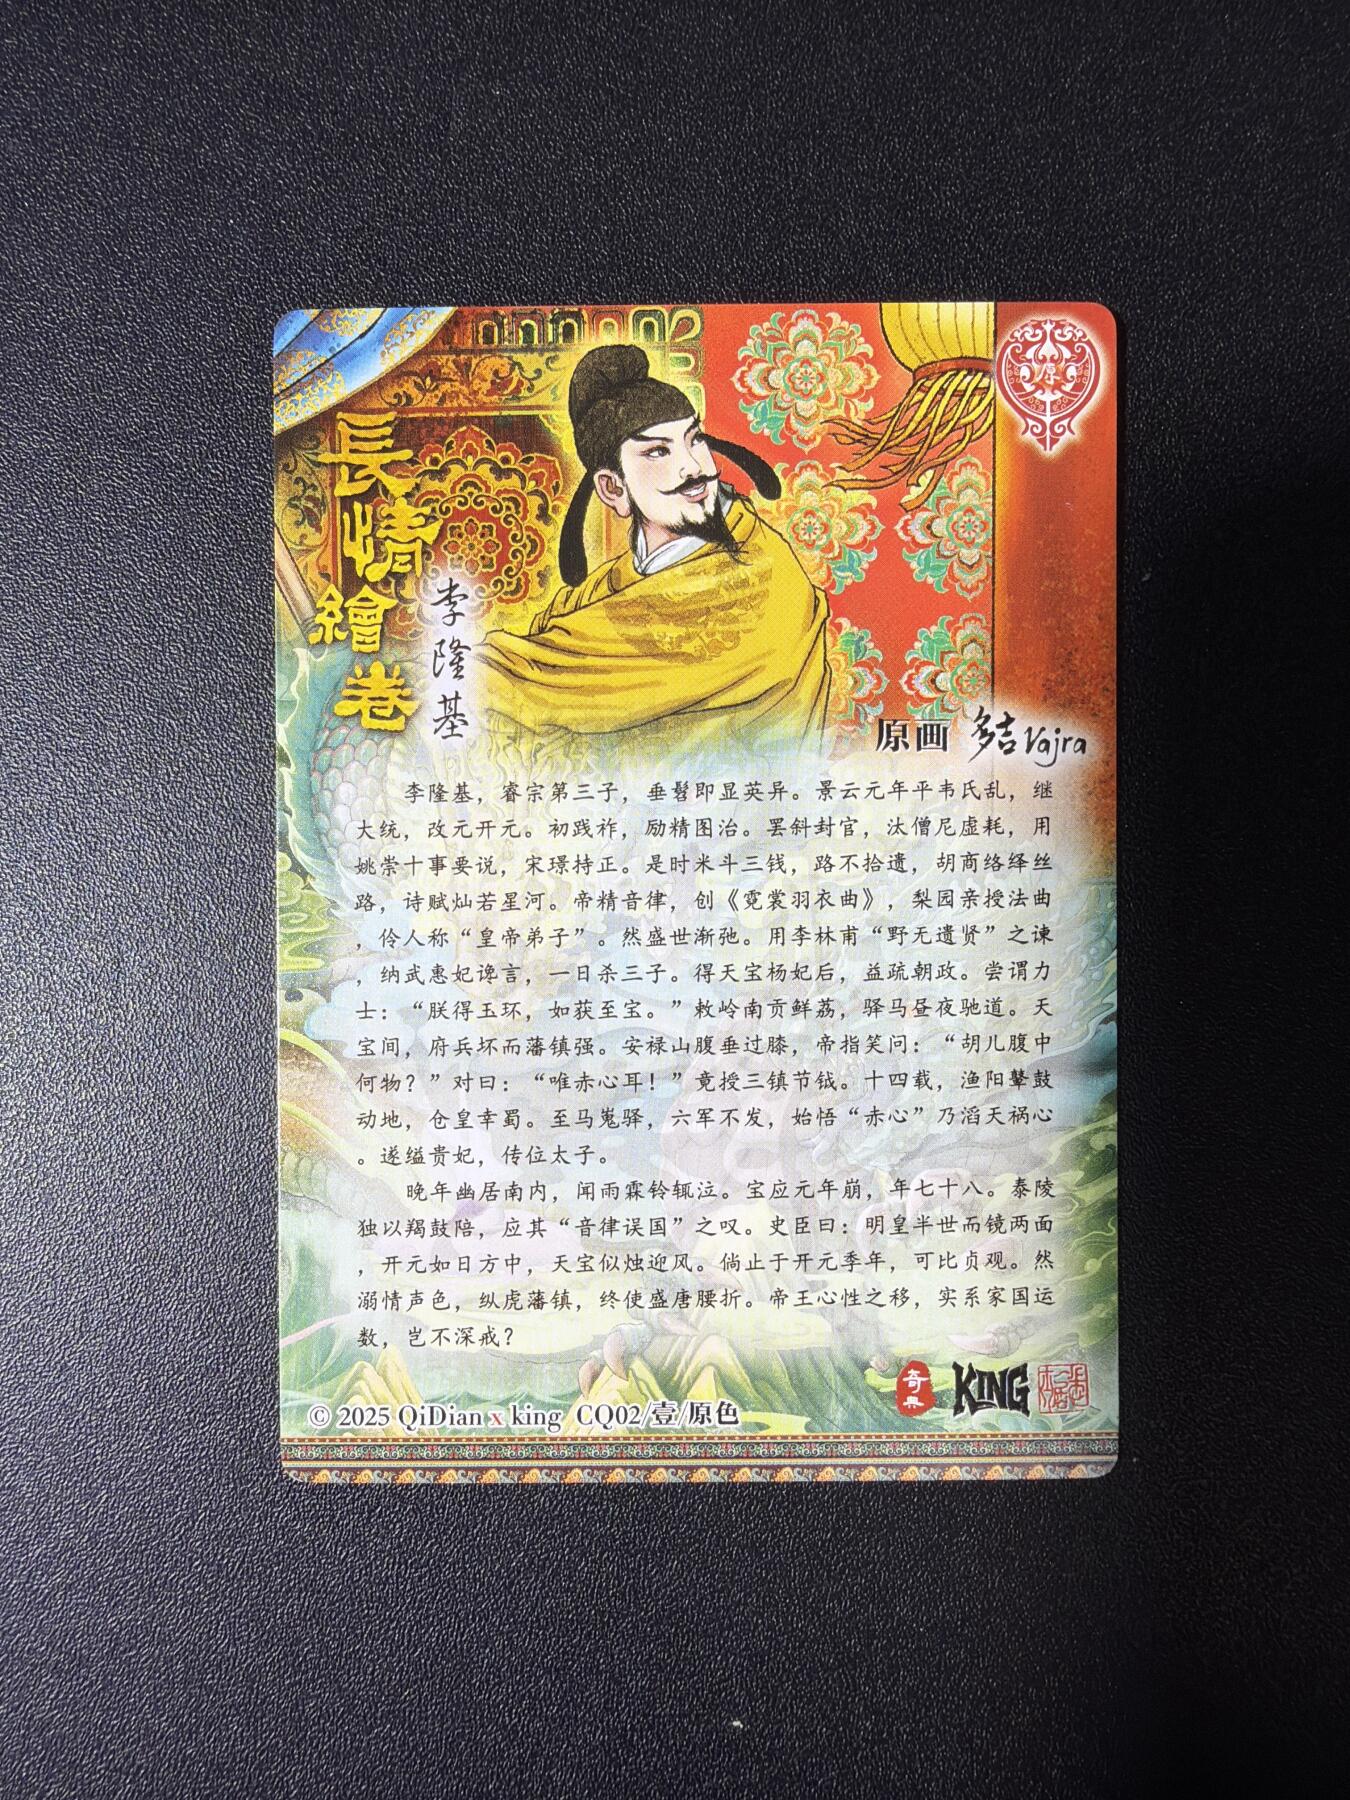 長情繪卷
李隆基
原
原画 多吉Vajra
李隆基，睿宗第三子，垂髫即显英异。景云元年平韦氏乱，继
大统，改元开元。初践祚，励精图治。罢斜封官，汰僧尼虚耗，用
姚崇十事要说，宋璟持正。是时米斗三钱，路不拾遗，胡商络绎丝
路，诗赋灿若星河。帝精音律，创《霓裳羽衣曲》，梨园亲授法曲
，伶人称“皇帝弟子”。然盛世渐弛。用李林甫“野无遗贤”之谏
，纳武惠妃谗言，一日杀三子。得天宝杨妃后，益疏朝政。尝谓力
士：“朕得玉环，如获至宝。”敕岭南贡鲜荔，驿马昼夜驰道。天
宝间，府兵坏而藩镇强。安禄山腹垂过膝，帝指笑问：“胡儿腹中
何物？”对曰：“唯赤心耳！”竟授三镇节钺。十四载，渔阳鼙鼓
动地，仓皇幸蜀。至马嵬驿，六军不发，始悟“赤心”乃滔天祸心
。遂缢贵妃，传位太子。
晚年幽居南内，闻雨霖铃辄泣。宝应元年崩，年七十八。泰陵
独以羯鼓陪，应其“音律误国”之叹。史臣曰：明皇半世而镜两面
，开元如日方中，天宝似烛迎风。倘止于开元季年，可比贞观。然
溺情声色，纵虎藩镇，终使盛唐腰折。帝王心性之移，实系家国运
数，岂不深戒？
奇典 KING
© 2025 QiDian x king CQ02/壹/原色